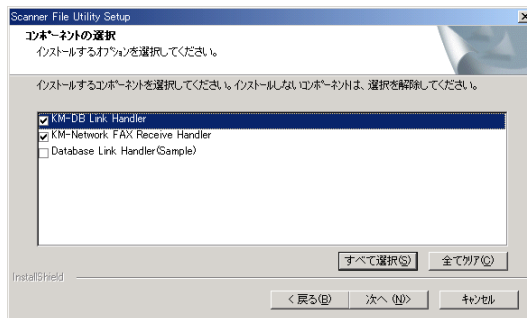 Scanner File Utility Setup
コンポーネントの選択
インストールするオプションを選択してください。
インストールするコンポーネントを選択してください。インストールしないコンポーネントは、選択を解除してください。
KM-DB Link Handler
KM-Network FAX Receive Handler
Database Link Handler(Sample)
すべて選択(S)
全てクリア(C)
InstallShield
< 戻る(B)
次へ (N)>
キャンセル